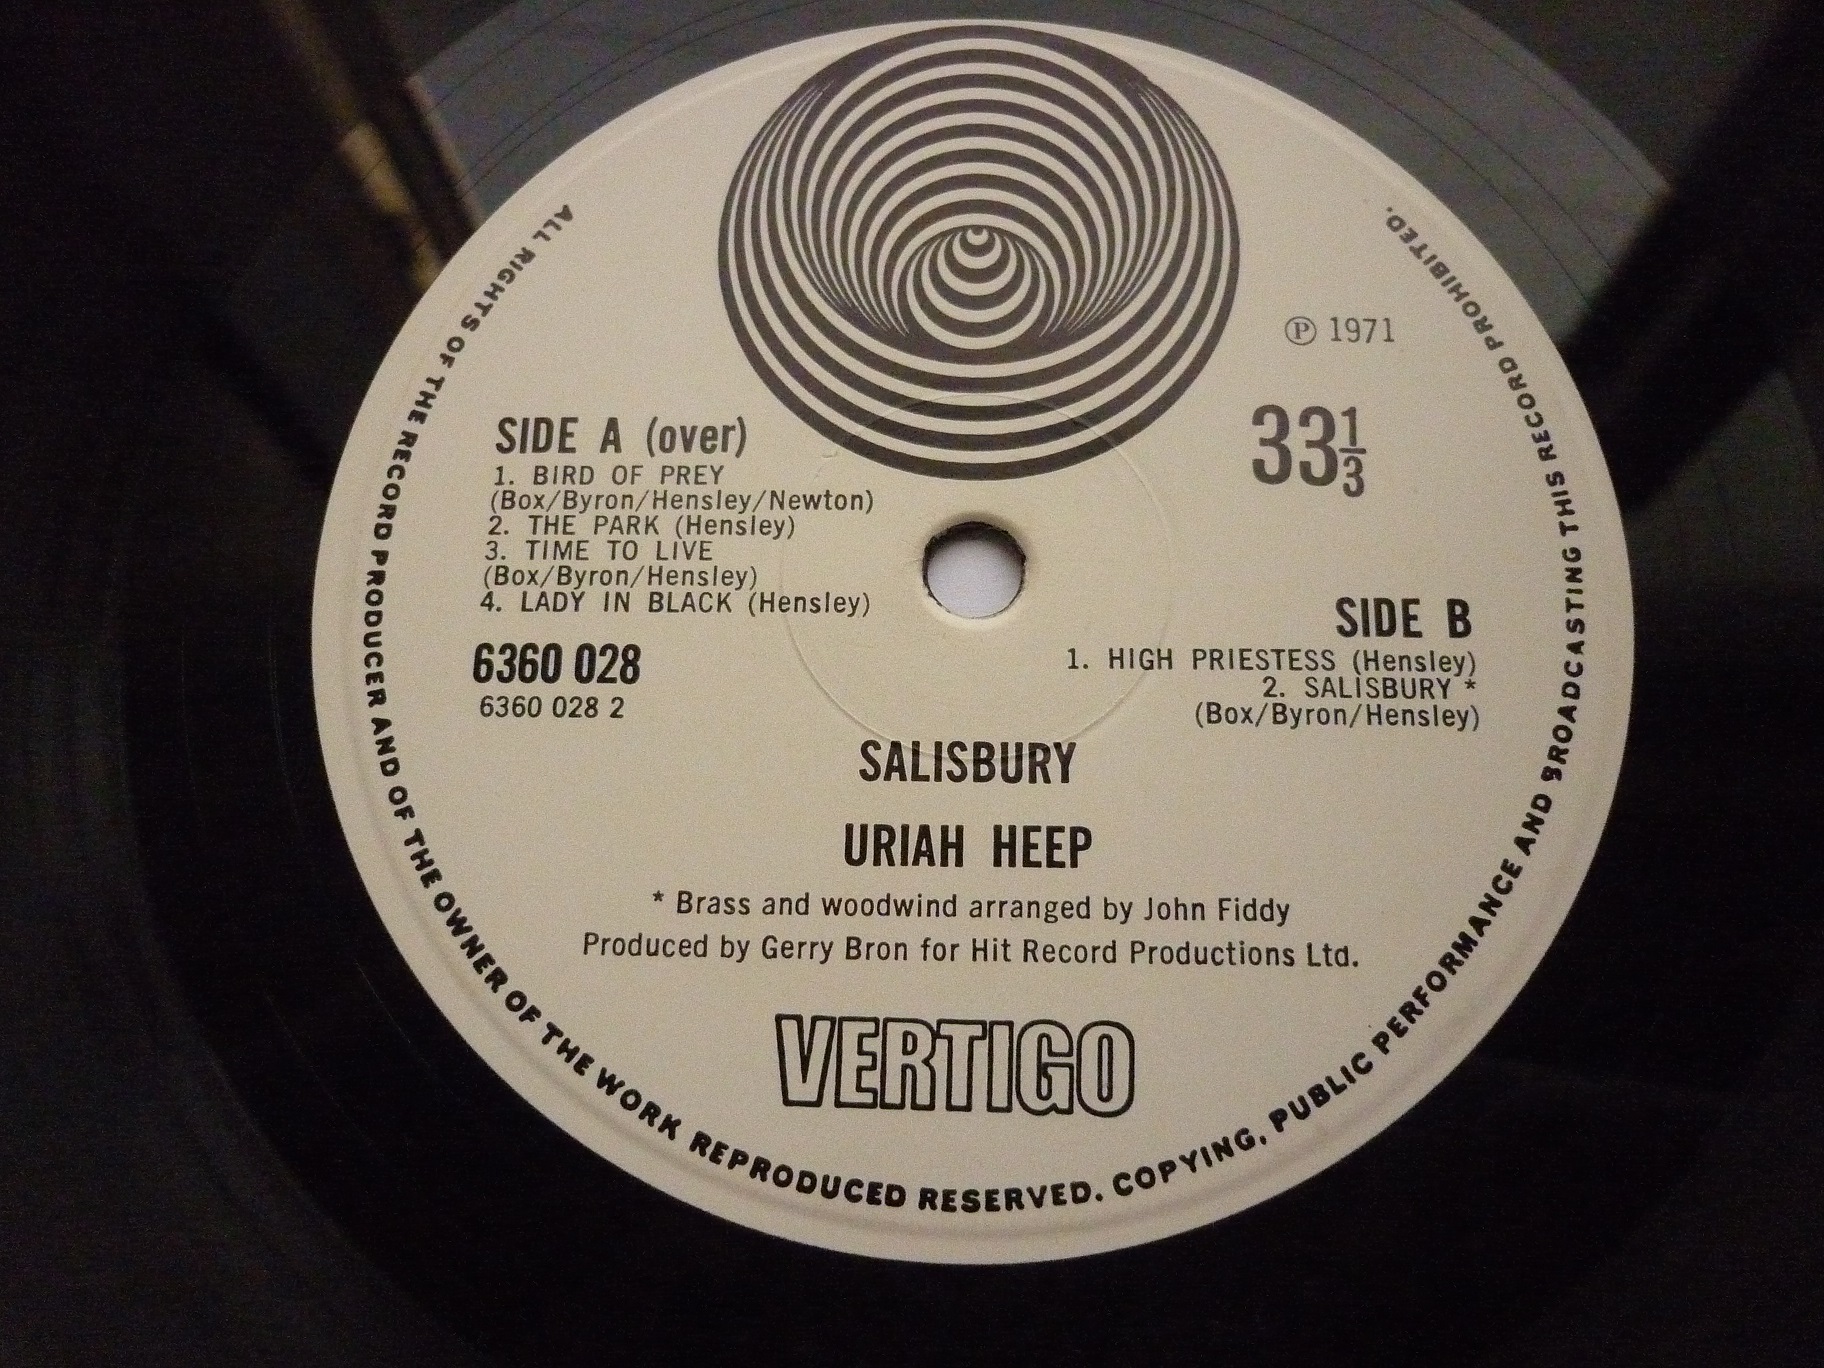 ALL RIGHTS OF THE RECORD PRODUCER AND OF THE OWNER OF THE WORK REPRODUCED RESERVED. COPYING, PUBLIC PERFORMANCE AND BROADCASTING THIS RECORD PROHIBITED.
℗ 1971
33⅓
SIDE A (over)
1. BIRD OF PREY
(Box/Byron/Hensley/Newton)
2. THE PARK (Hensley)
3. TIME TO LIVE
(Box/Byron/Hensley)
4. LADY IN BLACK (Hensley)
6360 028
6360 028 2
SIDE B
1. HIGH PRIESTESS (Hensley)
2. SALISBURY *
(Box/Byron/Hensley)
SALISBURY
URIAH HEEP
* Brass and woodwind arranged by John Fiddy
Produced by Gerry Bron for Hit Record Productions Ltd.
VERTIGO